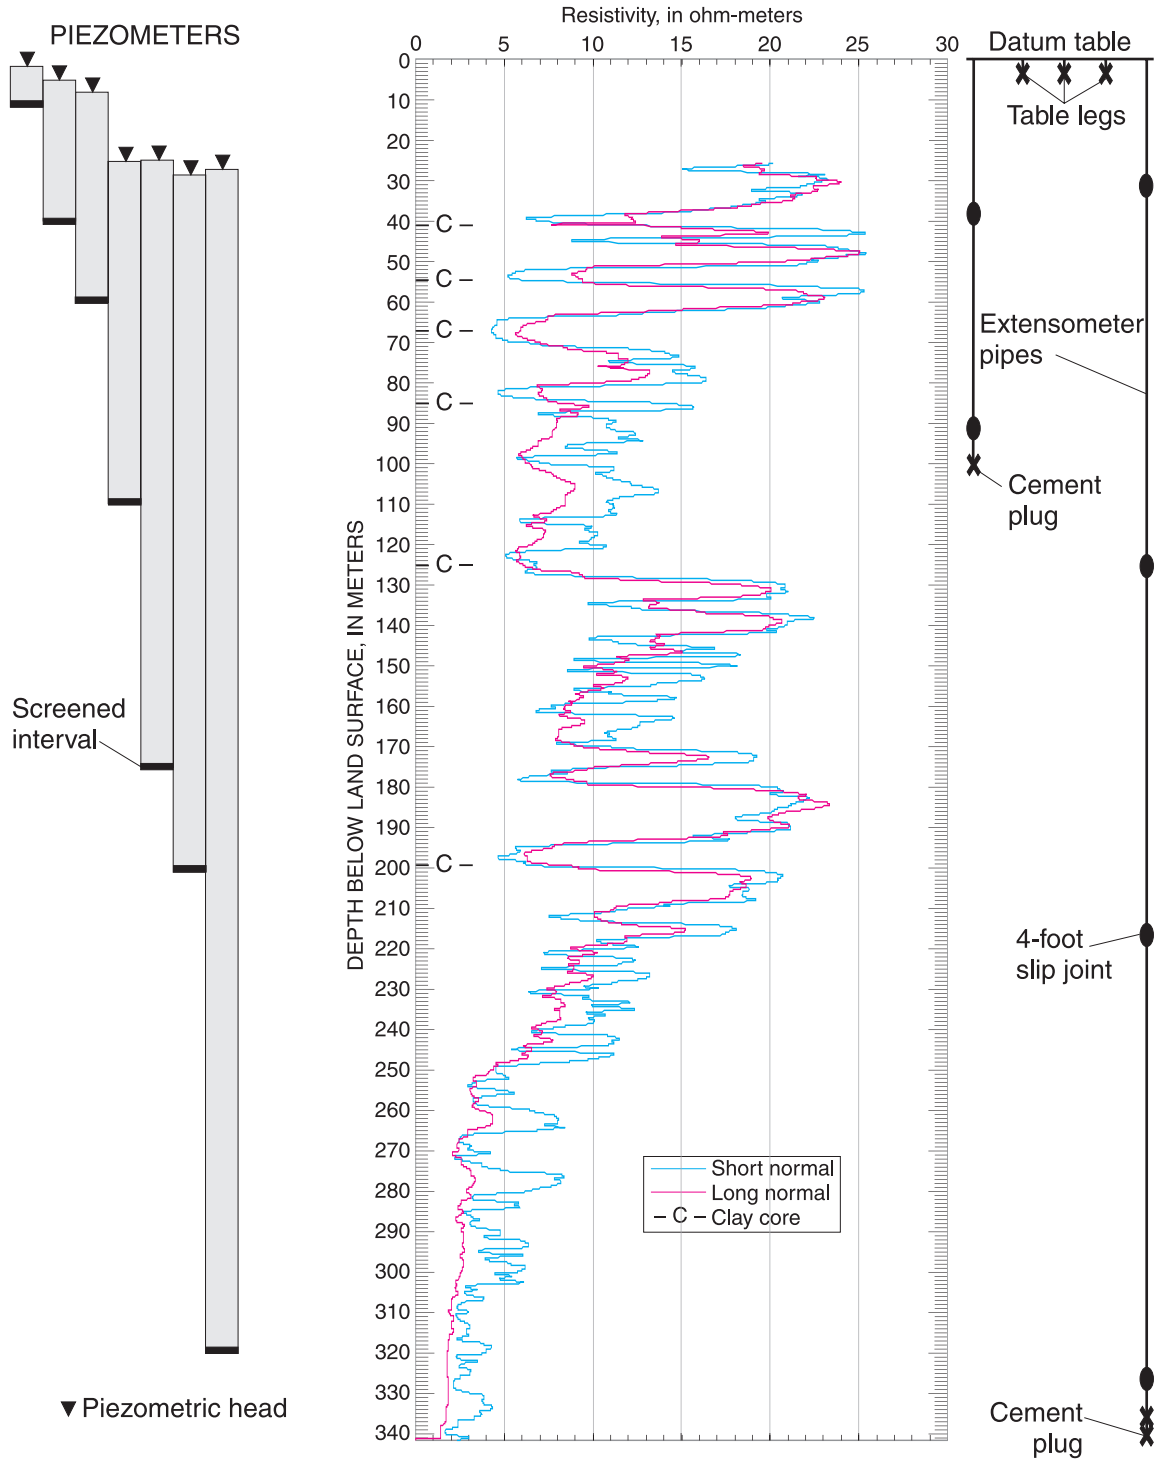 Resistivity, in ohm-meters
PIEZOMETERS
0 5 10 15 20 25 30
Datum table
Table legs
0
10
20
30
40
50
60
70
80
90
100
110
120
130
140
150
160
170
180
190
200
210
220
230
240
250
260
270
280
290
300
310
320
330
340
DEPTH BELOW LAND SURFACE, IN METERS
C –
C –
C –
C –
C –
C –
Extensometer
pipes
Cement
plug
Screened
interval
4-foot
slip joint
Short normal
Long normal
– C – Clay core
▼ Piezometric head
Cement
plug